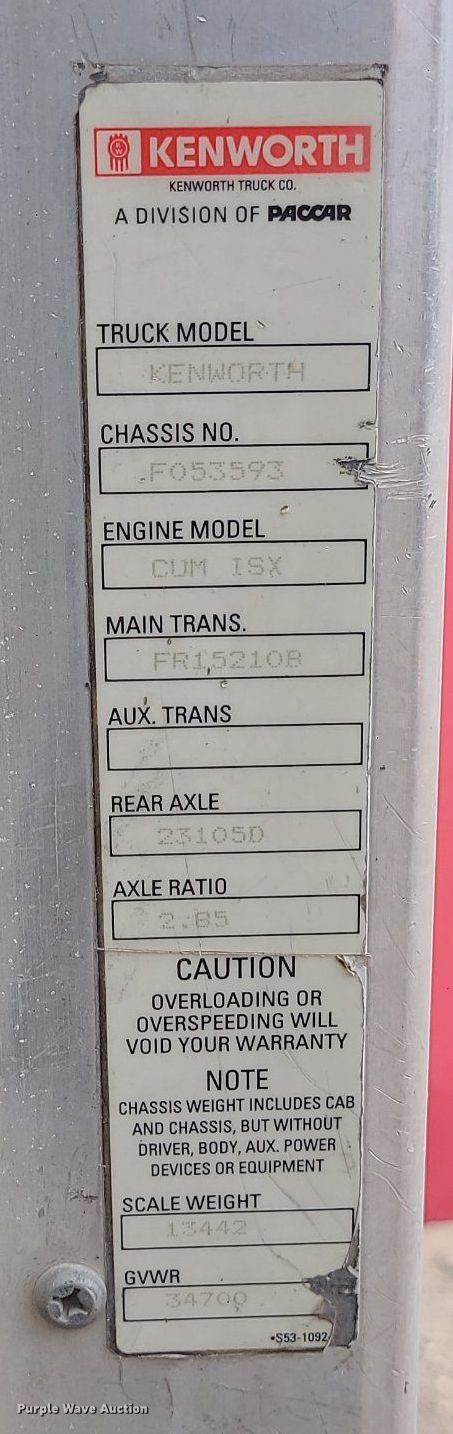 KW KENWORTH
KENWORTH TRUCK CO.
A DIVISION OF PACCAR
TRUCK MODEL
KENWORTH
CHASSIS NO.
F053593
ENGINE MODEL
CUM ISX
MAIN TRANS.
FR15210B
AUX. TRANS
REAR AXLE
23105D
AXLE RATIO
2.85
CAUTION
OVERLOADING OR
OVERSPEEDING WILL
VOID YOUR WARRANTY
NOTE
CHASSIS WEIGHT INCLUDES CAB
AND CHASSIS, BUT WITHOUT
DRIVER, BODY, AUX. POWER
DEVICES OR EQUIPMENT
SCALE WEIGHT
13442
GVWR
34700
•S53-1092
Purple Wave Auction